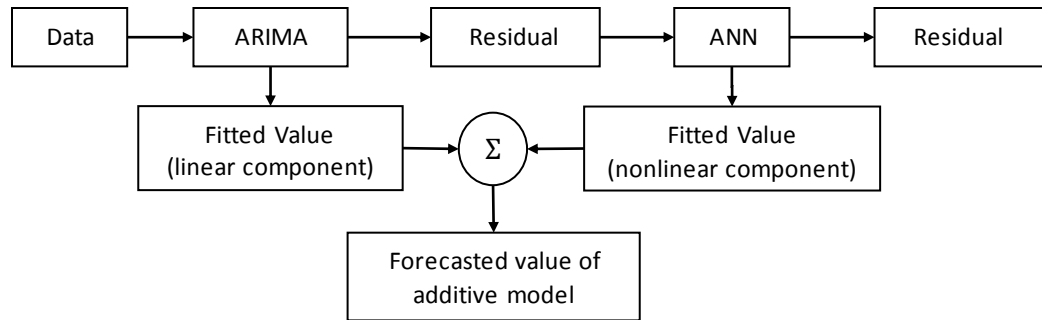 Data
ARIMA
Residual
ANN
Residual
Fitted Value
(linear component)
Σ
Fitted Value
(nonlinear component)
Forecasted value of
additive model